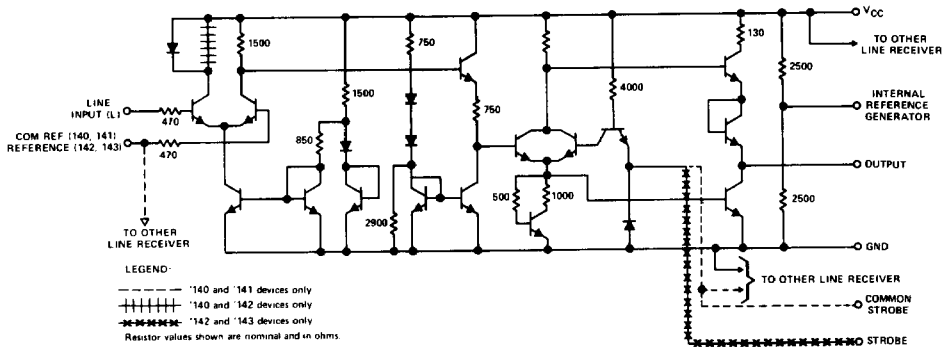 VCC
130
TO OTHER
LINE RECEIVER
1500
750
2500
1500
4000
LINE
INPUT (L)
470
INTERNAL
REFERENCE
GENERATOR
750
COM REF (140, 141)
REFERENCE (142, 143)
470
850
OUTPUT
500
1000
2500
2900
TO OTHER
LINE RECEIVER
GND
LEGEND:
TO OTHER LINE RECEIVER
'140 and '141 devices only
'140 and '142 devices only
COMMON
STROBE
'142 and '143 devices only
Resistor values shown are nominal and in ohms.
STROBE